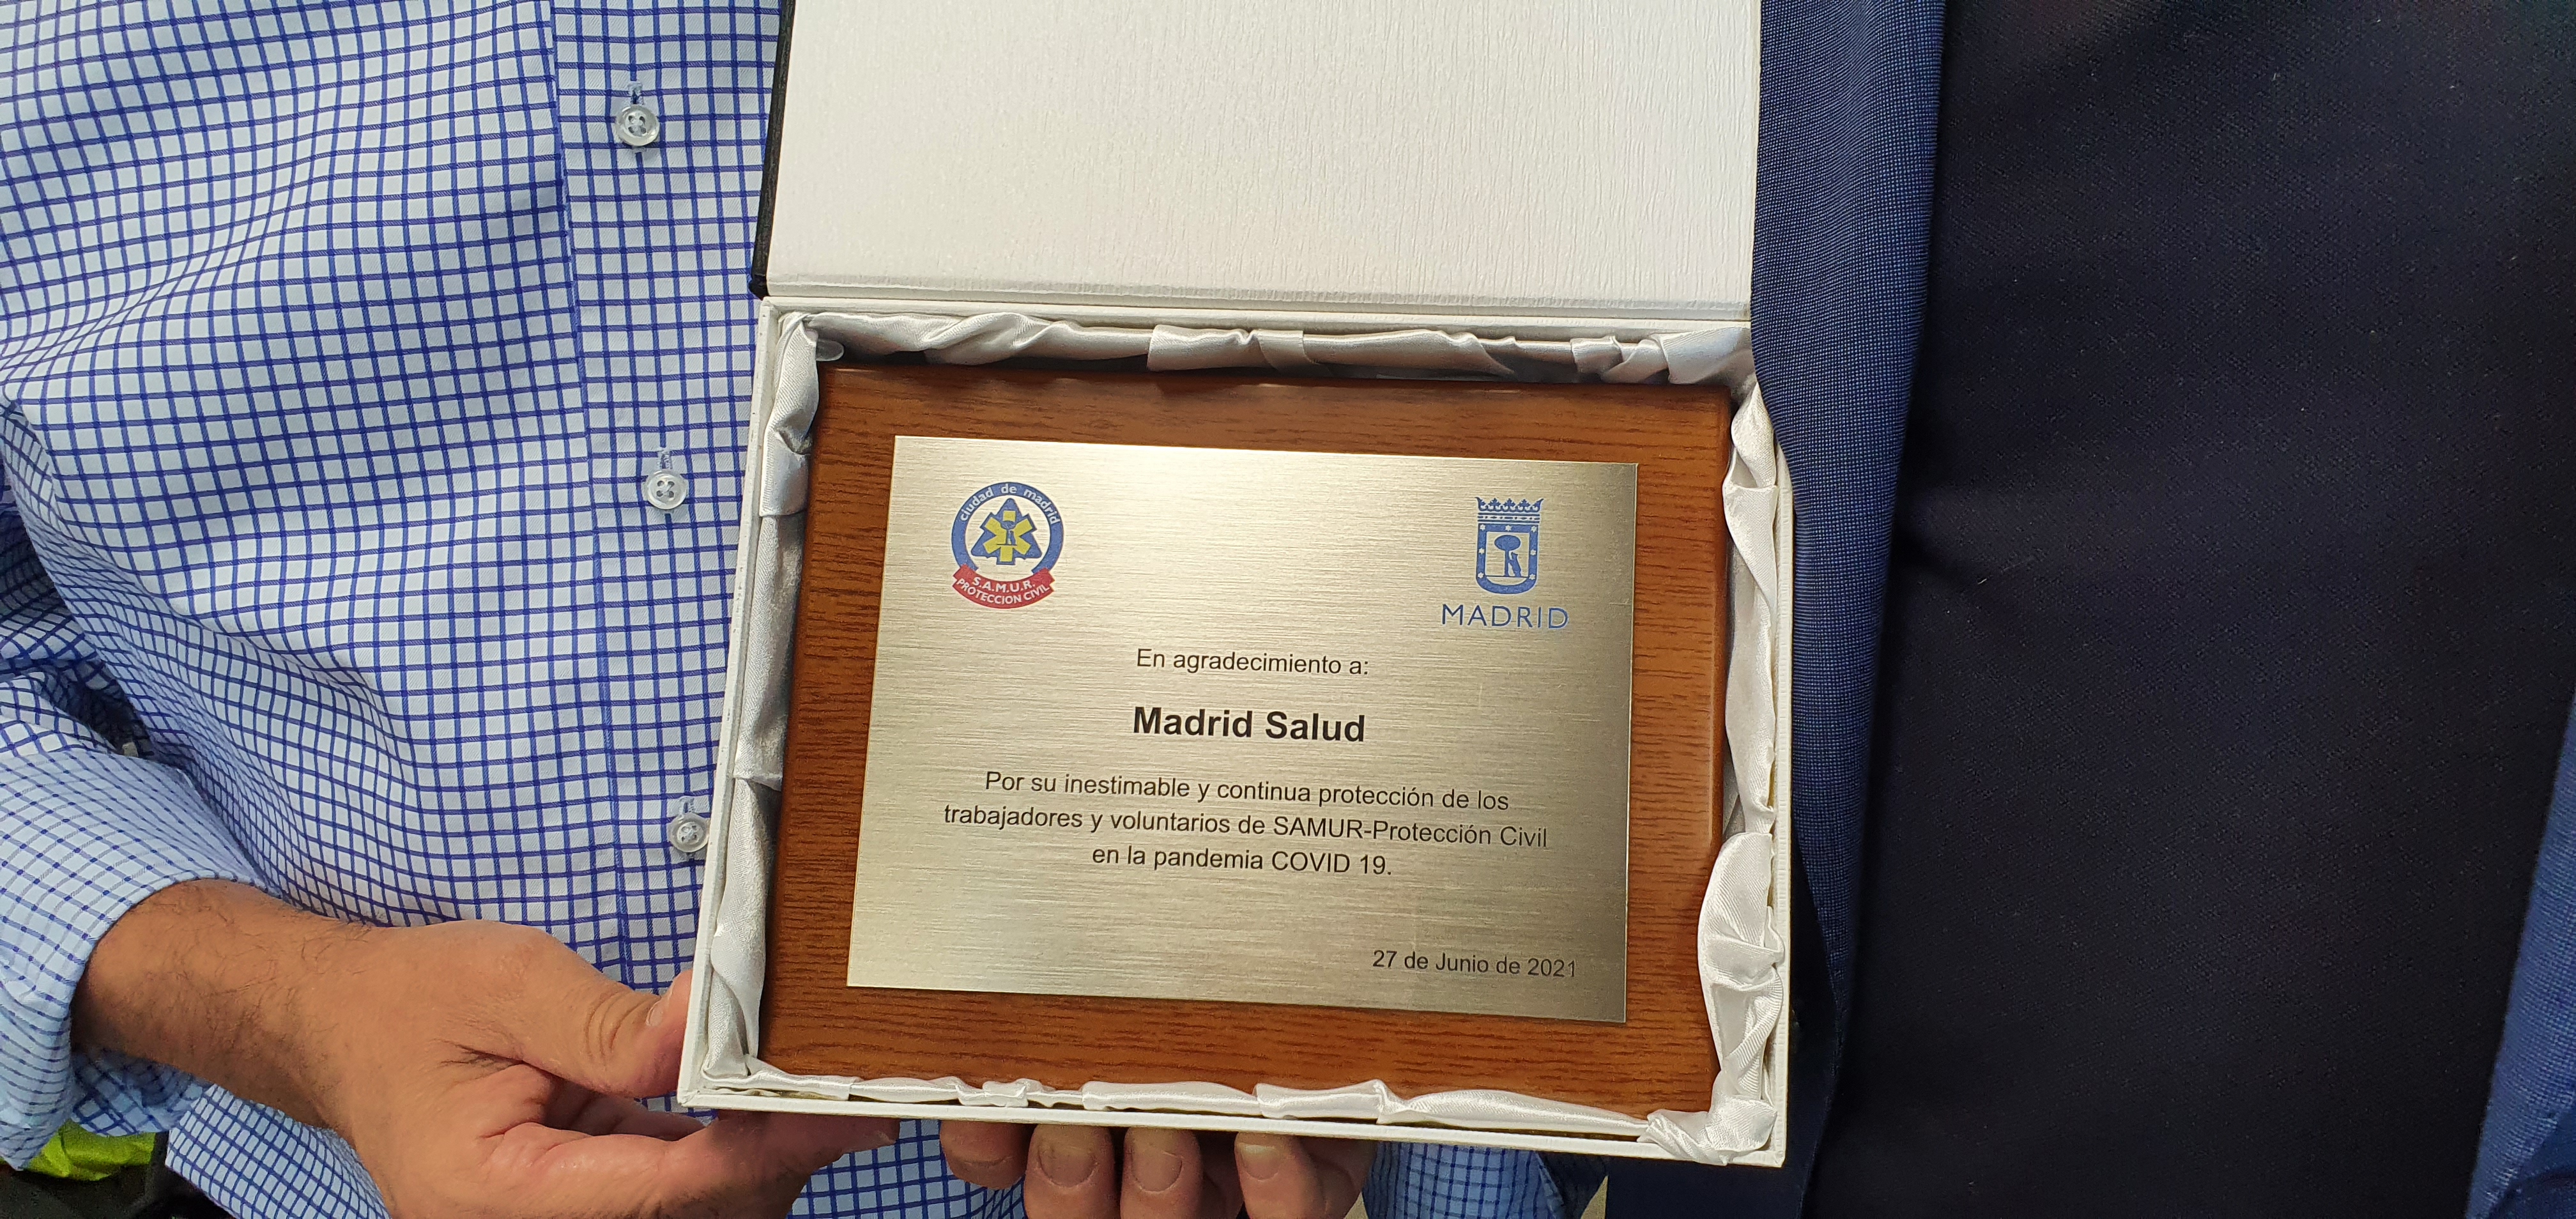 ciudad de madrid
S.A.M.U.R.
PROTECCION CIVIL
MADRID
En agradecimiento a:
Madrid Salud
Por su inestimable y continua protección de los
trabajadores y voluntarios de SAMUR-Protección Civil
en la pandemia COVID 19.
27 de Junio de 2021